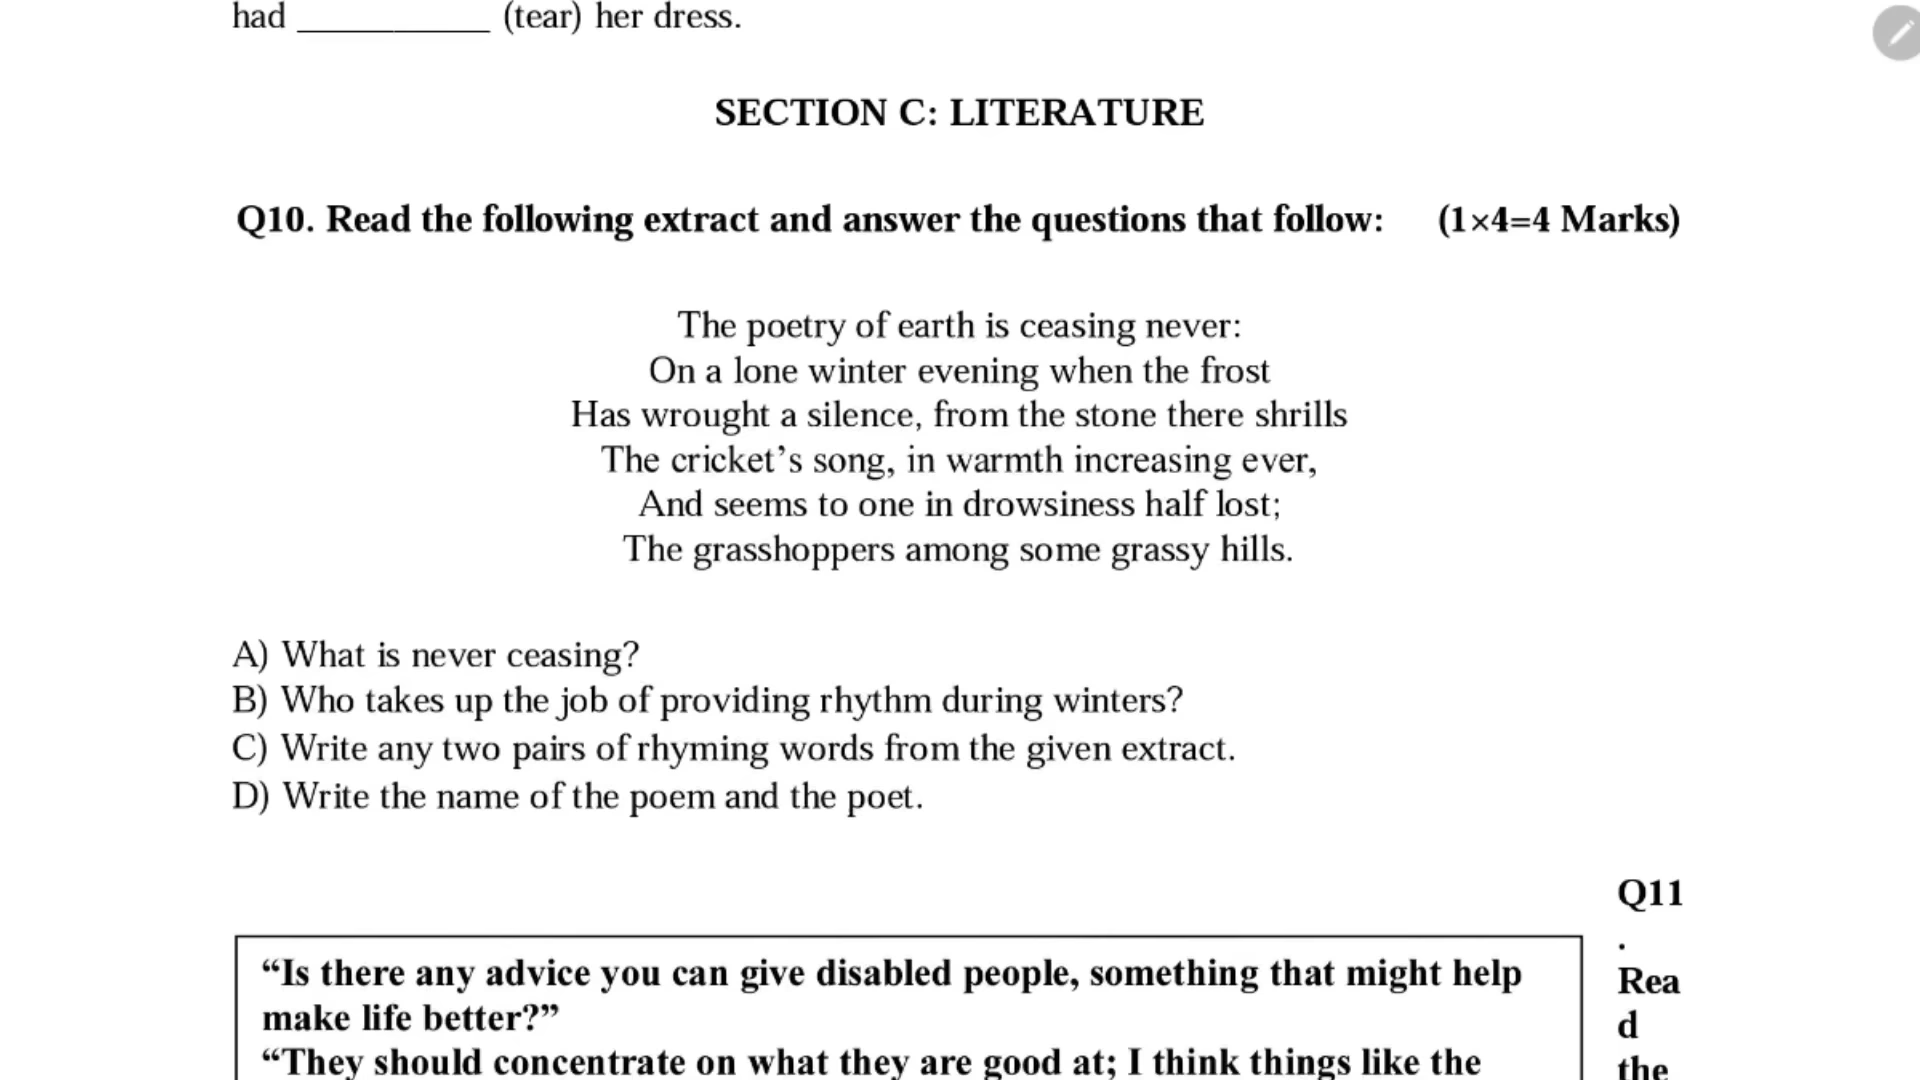 had ___________ (tear) her dress.
SECTION C: LITERATURE
Q10. Read the following extract and answer the questions that follow: (1×4=4 Marks)
The poetry of earth is ceasing never:
On a lone winter evening when the frost
Has wrought a silence, from the stone there shrills
The cricket’s song, in warmth increasing ever,
And seems to one in drowsiness half lost;
The grasshoppers among some grassy hills.
A) What is never ceasing?
B) Who takes up the job of providing rhythm during winters?
C) Write any two pairs of rhyming words from the given extract.
D) Write the name of the poem and the poet.
“Is there any advice you can give disabled people, something that might help
make life better?”
“They should concentrate on what they are good at; I think things like the
Q11
.
Rea
d
the